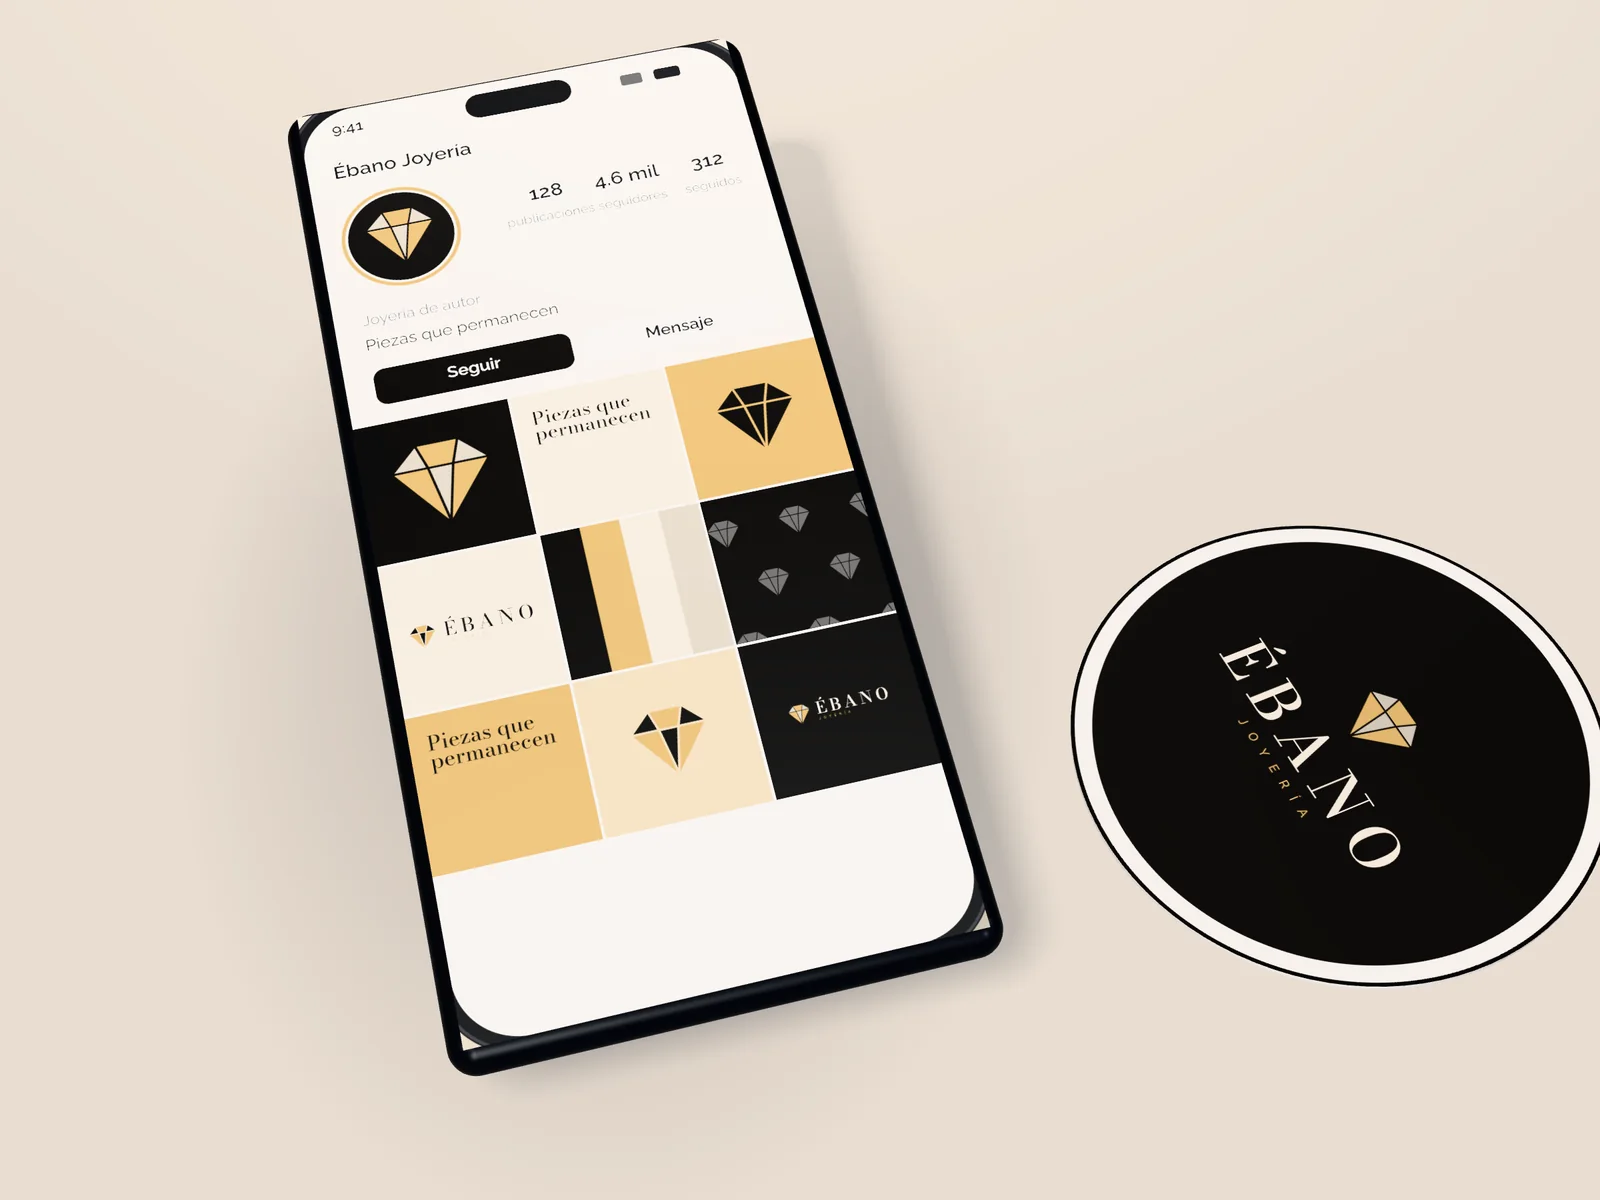 9:41
Ébano Joyería
128
4.6 mil
312
publicaciones
seguidores
seguidos
Joyería de autor
Piezas que permanecen
Seguir
Mensaje
Piezas que
permanecen
ÉBANO
Piezas que
permanecen
ÉBANO
JOYERÍA
ÉBANO
JOYERÍA